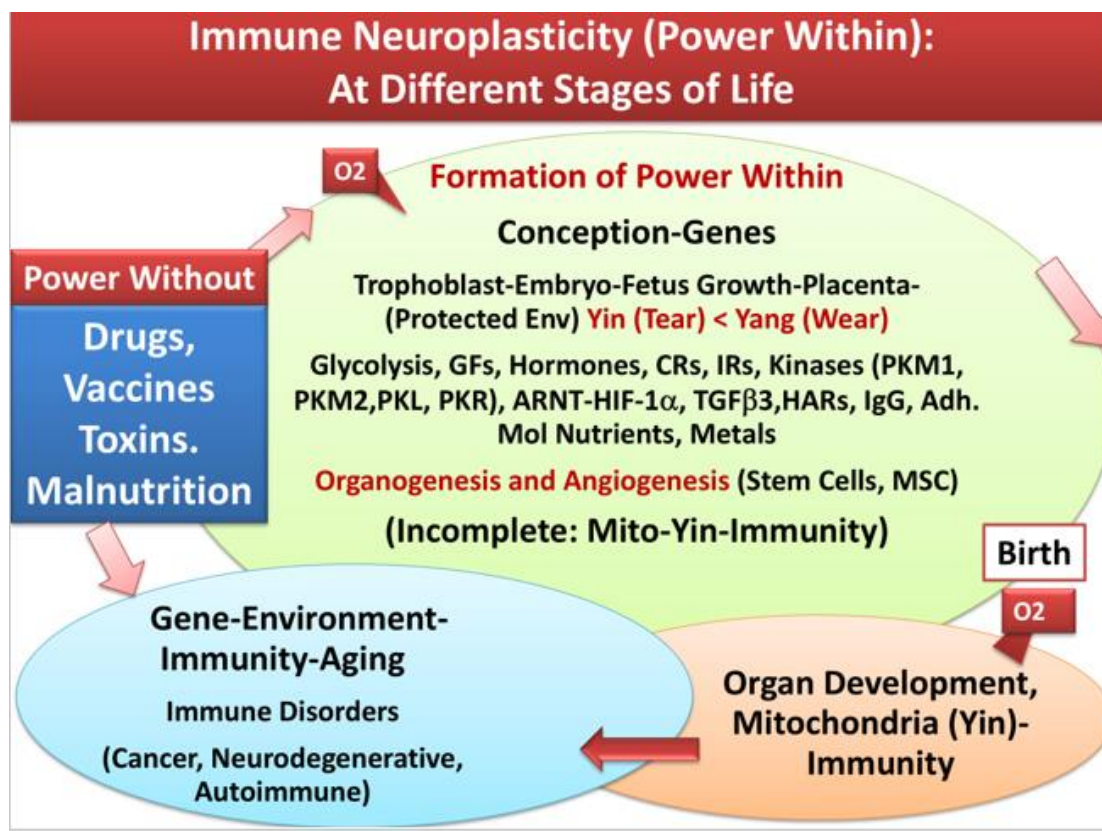 Immune Neuroplasticity (Power Within):
At Different Stages of Life
O2
Formation of Power Within
Conception-Genes
Trophoblast-Embryo-Fetus Growth-Placenta-
(Protected Env) Yin (Tear) < Yang (Wear)
Glycolysis, GFs, Hormones, CRs, IRs, Kinases (PKM1,
PKM2,PKL, PKR), ARNT-HIF-1α, TGFβ3,HARs, IgG, Adh.
Mol Nutrients, Metals
Organogenesis and Angiogenesis (Stem Cells, MSC)
(Incomplete: Mito-Yin-Immunity)
Power Without
Drugs,
Vaccines
Toxins.
Malnutrition
Birth
O2
Organ Development,
Mitochondria (Yin)-
Immunity
Gene-Environment-
Immunity-Aging
Immune Disorders
(Cancer, Neurodegenerative,
Autoimmune)